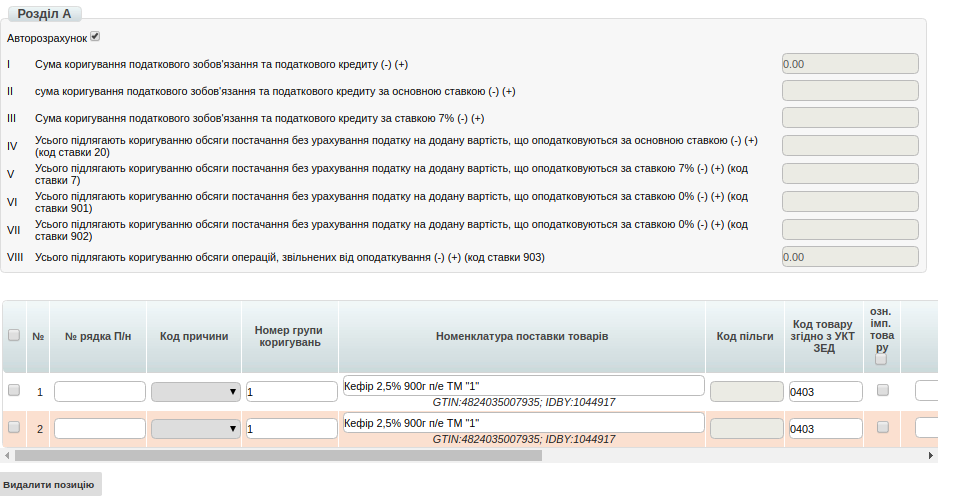 Розділ А
Авторозрахунок
I Сума коригування податкового зобов'язання та податкового кредиту (-) (+) 0.00
II сума коригування податкового зобов'язання та податкового кредиту за основною ставкою (-) (+)
III Сума коригування податкового зобов'язання та податкового кредиту за ставкою 7% (-) (+)
IV Усього підлягають коригуванню обсяги постачання без урахування податку на додану вартість, що оподатковуються за основною ставкою (-) (+)
(код ставки 20)
V Усього підлягають коригуванню обсяги постачання без урахування податку на додану вартість, що оподатковуються за ставкою 7% (-) (+) (код
ставки 7)
VI Усього підлягають коригуванню обсяги постачання без урахування податку на додану вартість, що оподатковуються за ставкою 0% (-) (+) (код
ставки 901)
VII Усього підлягають коригуванню обсяги постачання без урахування податку на додану вартість, що оподатковуються за ставкою 0% (-) (+) (код
ставки 902)
VIII Усього підлягають коригуванню обсяги операцій, звільнених від оподаткування (-) (+) (код ставки 903) 0.00
№ № рядка П/н Код причини Номер групи коригувань Номенклатура поставки товарів Код пільги Код товару згідно з УКТ ЗЕД озн. імп. това ру
1 1 Кефір 2,5% 900г п/е ТМ "1" 0403
GTIN:4824035007935; IDBY:1044917
2 1 Кефір 2,5% 900г п/е ТМ "1" 0403
GTIN:4824035007935; IDBY:1044917
Видалити позицію